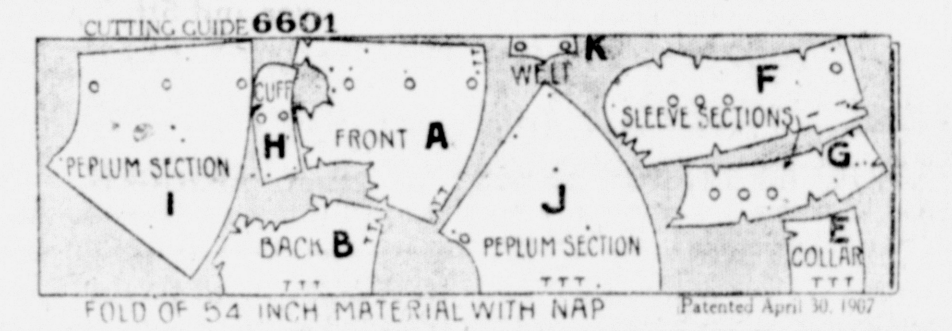 CUTTING GUIDE 6601
K
WELT
F
CUFF
SLEEVE SECTIONS
FRONT A
H
G
PEPLUM SECTION
I
J
E
BACK B
PEPLUM SECTION
COLLAR
T T T
T T T
T T T
FOLD OF 54 INCH MATERIAL WITH NAP
Patented April 30, 1907